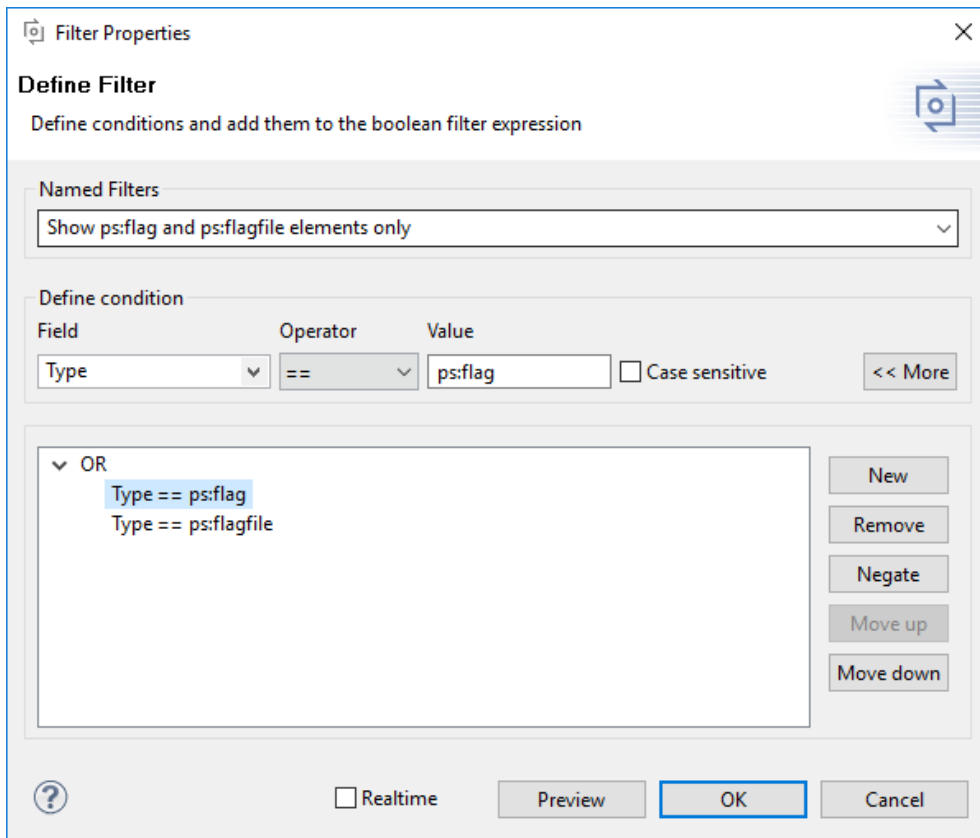 Filter Properties
Define Filter
Define conditions and add them to the boolean filter expression
Named Filters
Show ps:flag and ps:flagfile elements only
Define condition
Field Operator Value
Type == ps:flag Case sensitive << More
OR
Type == ps:flag
Type == ps:flagfile
New
Remove
Negate
Move up
Move down
? Realtime Preview OK Cancel